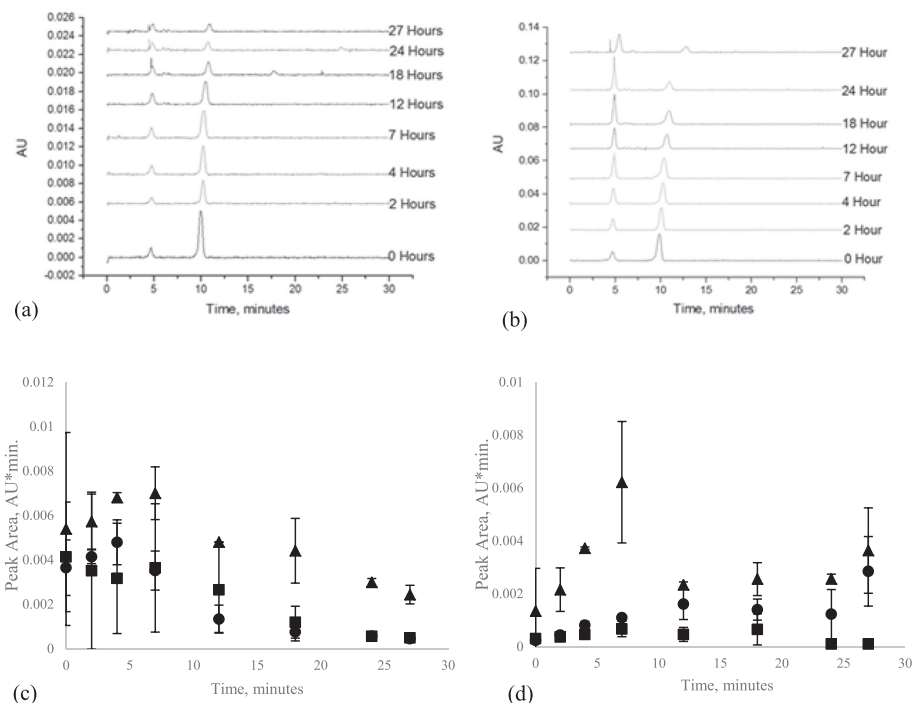 0.026
0.024
0.022
0.020
0.018
0.016
0.014
0.012
0.010
0.008
0.006
0.004
0.002
0.000
-0.002
AU
27 Hours
24 Hours
18 Hours
12 Hours
7 Hours
4 Hours
2 Hours
0 Hours
0 5 10 15 20 25 30
Time, minutes
(a)
0.14
0.12
0.10
0.08
0.06
0.04
0.02
0.00
AU
27 Hour
24 Hour
18 Hour
12 Hour
7 Hour
4 Hour
2 Hour
0 Hour
0 5 10 15 20 25 30
Time, minutes
(b)
0.012
0.01
0.008
0.006
0.004
0.002
0
Peak Area, AU*min.
0 5 10 15 20 25 30
Time, minutes
(c)
0.01
0.008
0.006
0.004
0.002
0
Peak Area, AU*min.
0 5 10 15 20 25 30
Time, minutes
(d)